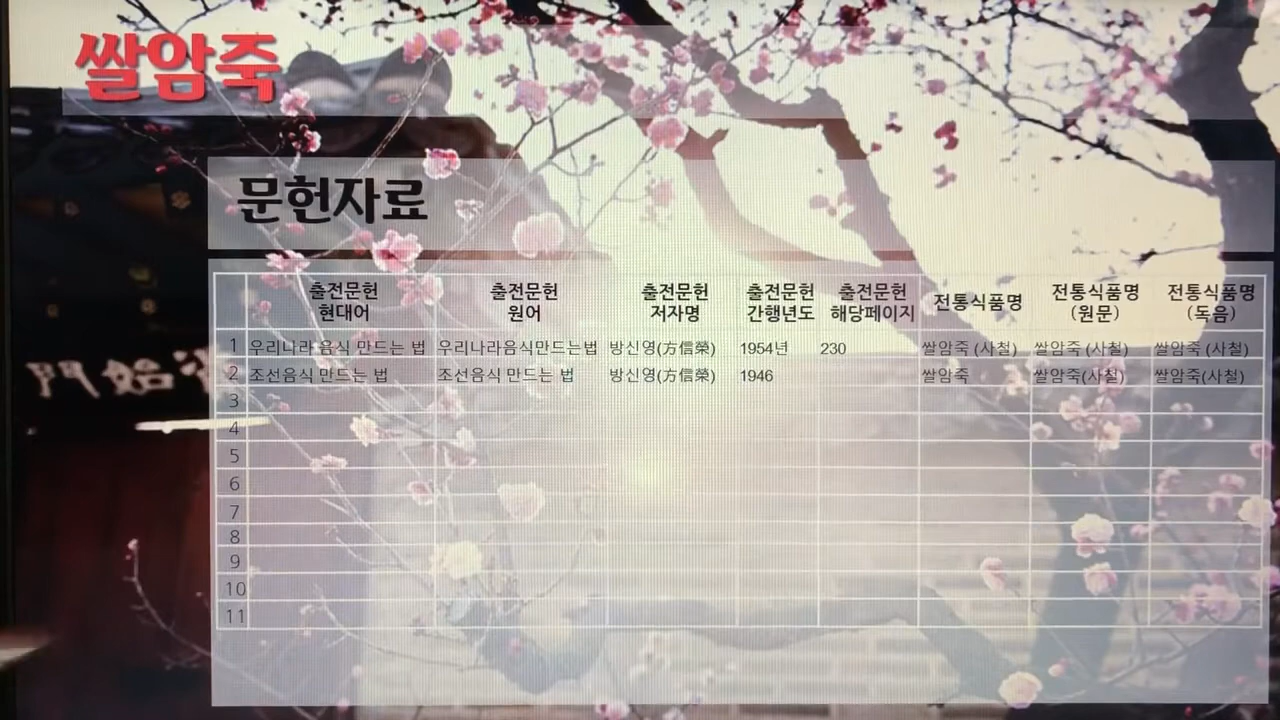 쌀암죽
문헌자료
출전문헌 현대어 출전문헌 원어 출전문헌 저자명 출전문헌 간행년도 출전문헌 해당페이지 전통식품명 전통식품명 (원문) 전통식품명 (독음)
1 우리나라 음식 만드는 법 우리나라음식만드는법 방신영(方信榮) 1954년 230 쌀암죽 (사철) 쌀암죽 (사철) 쌀암죽 (사철)
2 조선음식 만드는 법 조선음식 만드는 법 방신영(方信榮) 1946 쌀암죽 쌀암죽(사철) 쌀암죽(사철)
3
4
5
6
7
8
9
10
11